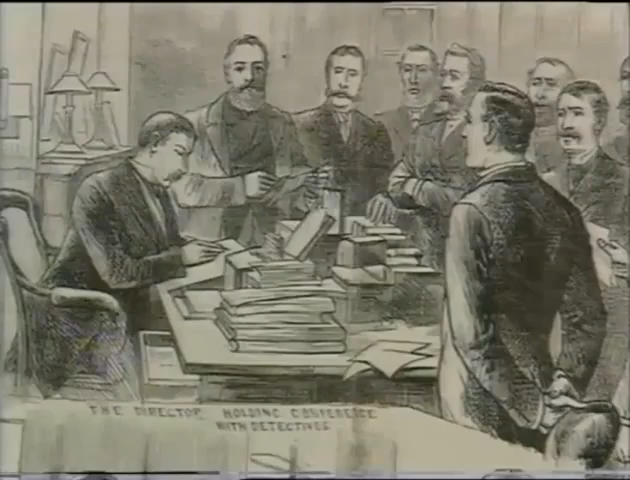 THE DIRECTOR HOLDING CONFERENCE
WITH DETECTIVES